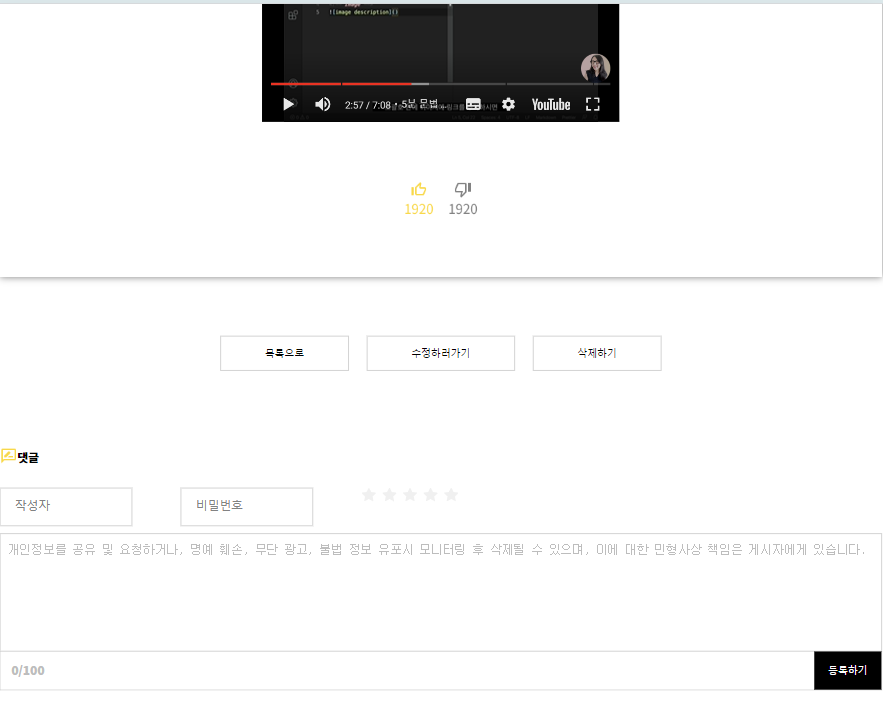 ![image description]()
2:57 / 7:08 • 5분 문법
YouTube
1920 1920
목록으로 수정하러가기 삭제하기
댓글
작성자 비밀번호
개인정보를 공유 및 요청하거나, 명예 훼손, 무단 광고, 불법 정보 유포시 모니터링 후 삭제될 수 있으며, 이에 대한 민형사상 책임은 게시자에게 있습니다.
0/100 등록하기